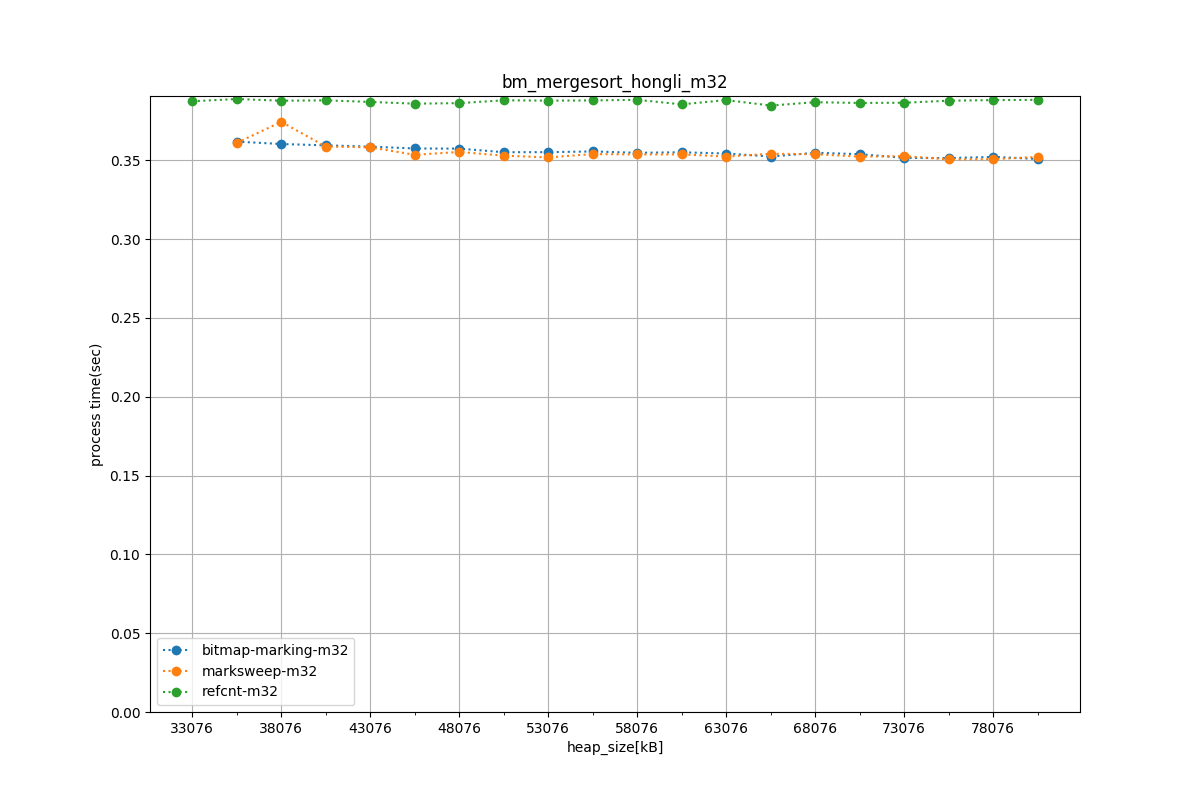 bm_mergesort_hongli_m32
process time(sec)
0.35
0.30
0.25
0.20
0.15
0.10
0.05
0.00
bitmap-marking-m32
marksweep-m32
refcnt-m32
33076 38076 43076 48076 53076 58076 63076 68076 73076 78076
heap_size[kB]